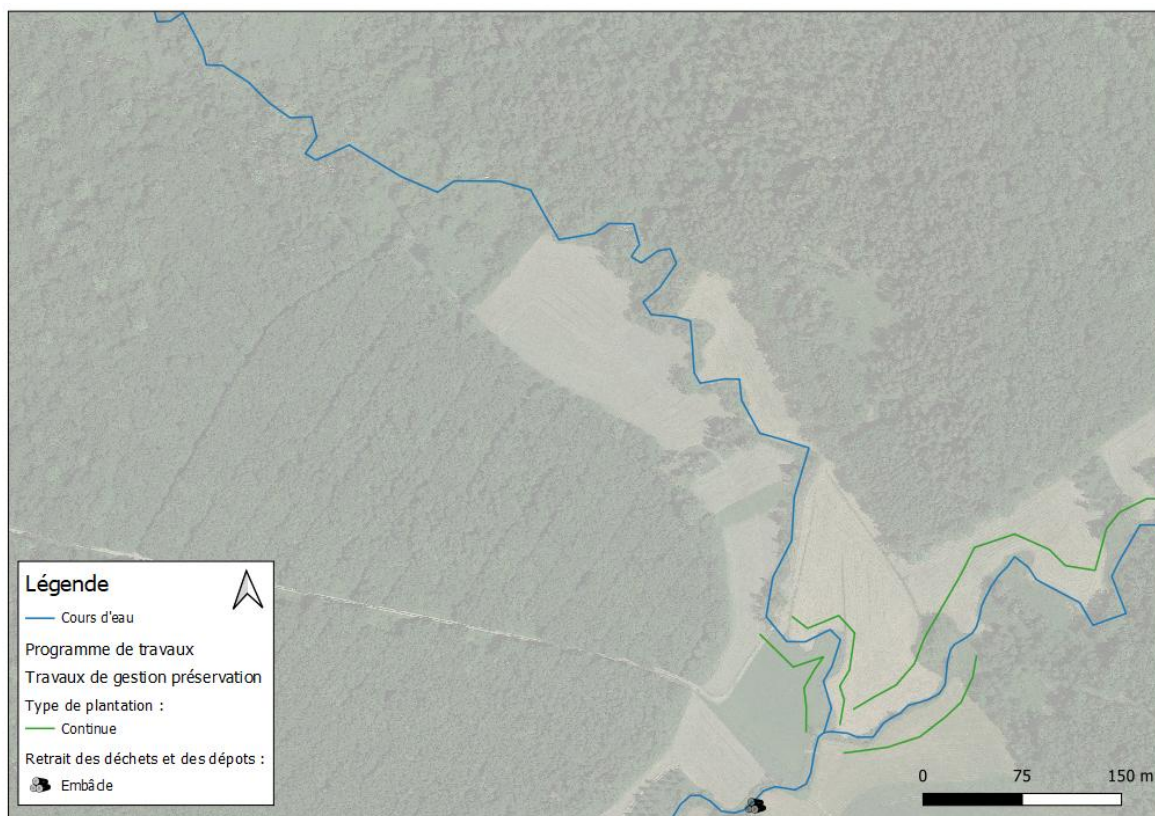 Légende
Cours d'eau
Programme de travaux
Travaux de gestion préservation
Type de plantation :
Continue
Retrait des déchets et des dépots :
Embâcle
0 75 150 m